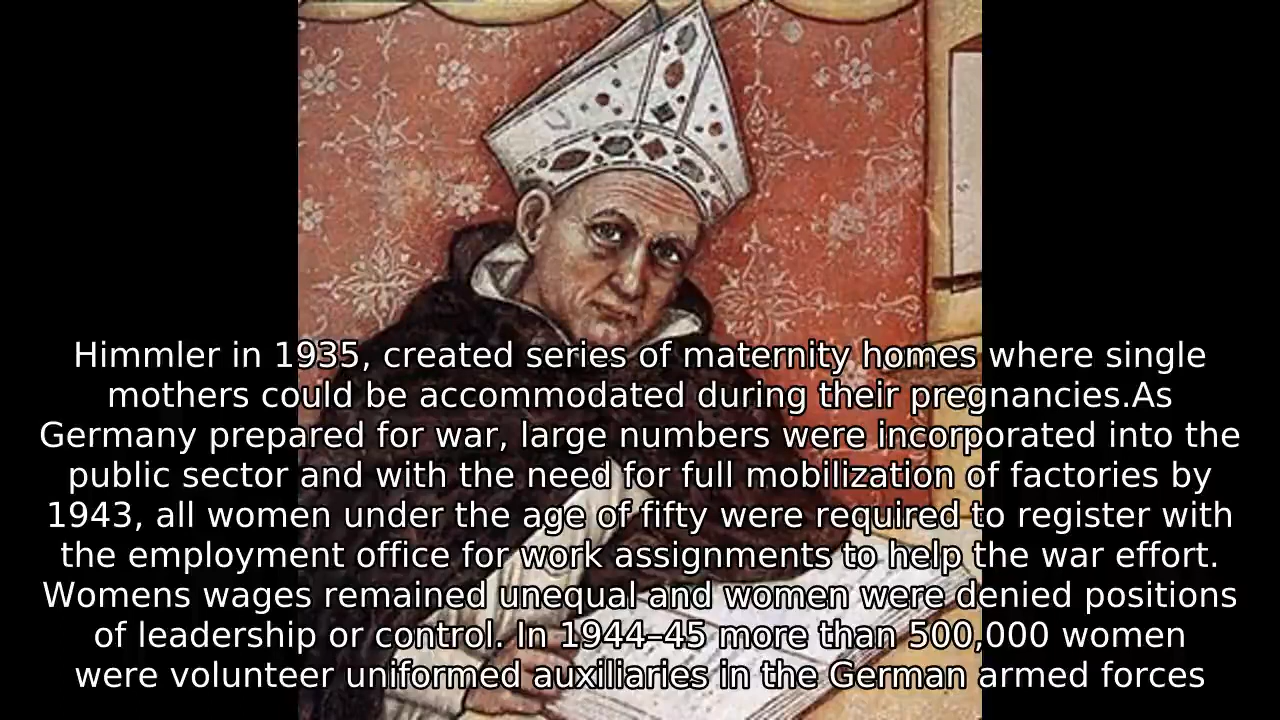 Himmler in 1935, created series of maternity homes where single
mothers could be accommodated during their pregnancies.As
Germany prepared for war, large numbers were incorporated into the
public sector and with the need for full mobilization of factories by
1943, all women under the age of fifty were required to register with
the employment office for work assignments to help the war effort.
Womens wages remained unequal and women were denied positions
of leadership or control. In 1944–45 more than 500,000 women
were volunteer uniformed auxiliaries in the German armed forces